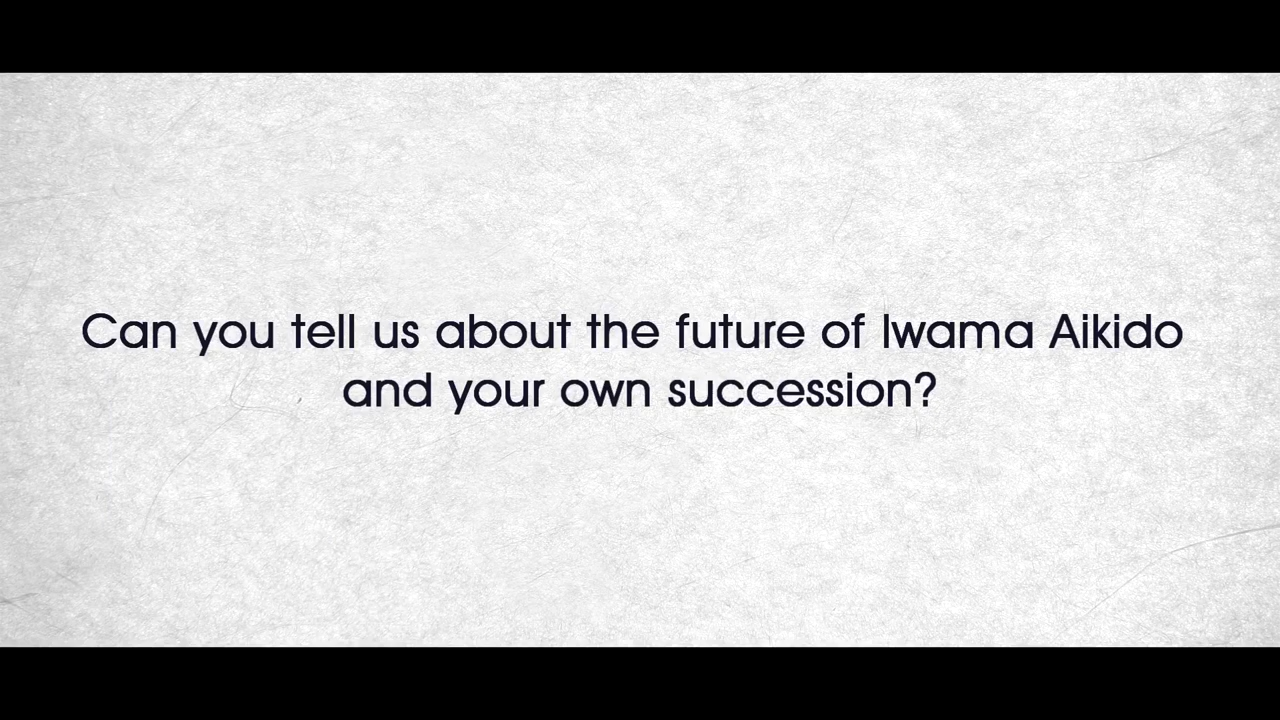 Can you tell us about the future of Iwama Aikido
and your own succession?